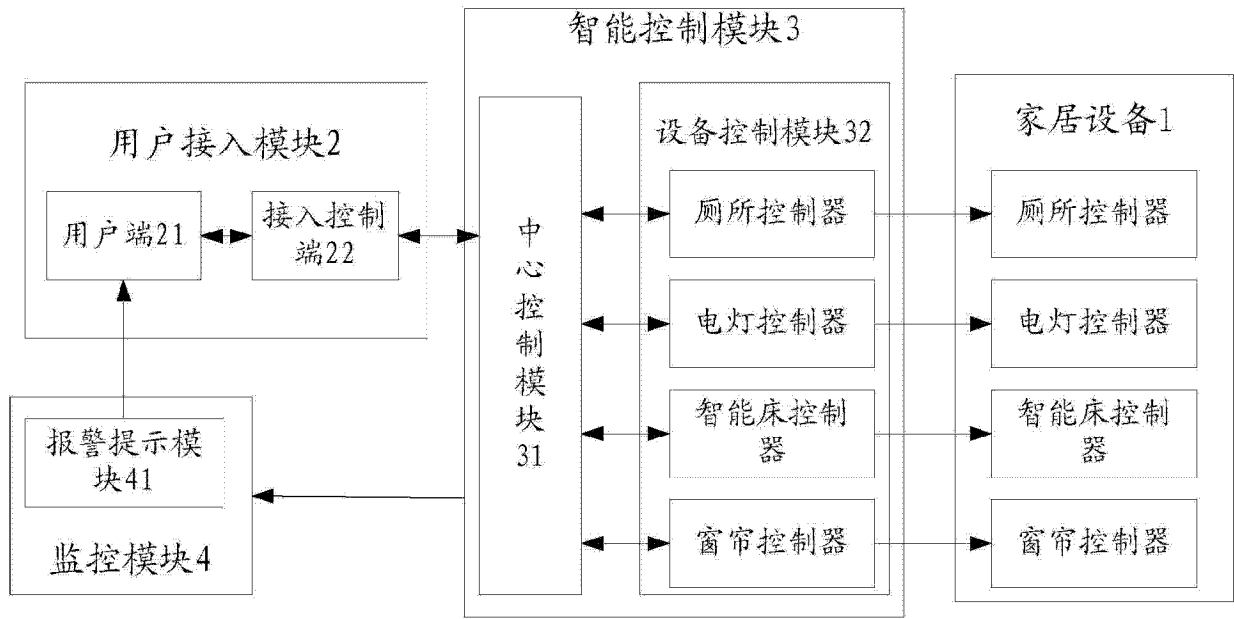 智能控制模块3
用户接入模块2
用户端21
接入控制
端22
中
心
控
制
模
块
31
设备控制模块32
厕所控制器
电灯控制器
智能床控制
器
窗帘控制器
家居设备1
厕所控制器
电灯控制器
智能床控制
器
窗帘控制器
报警提示模
块41
监控模块4